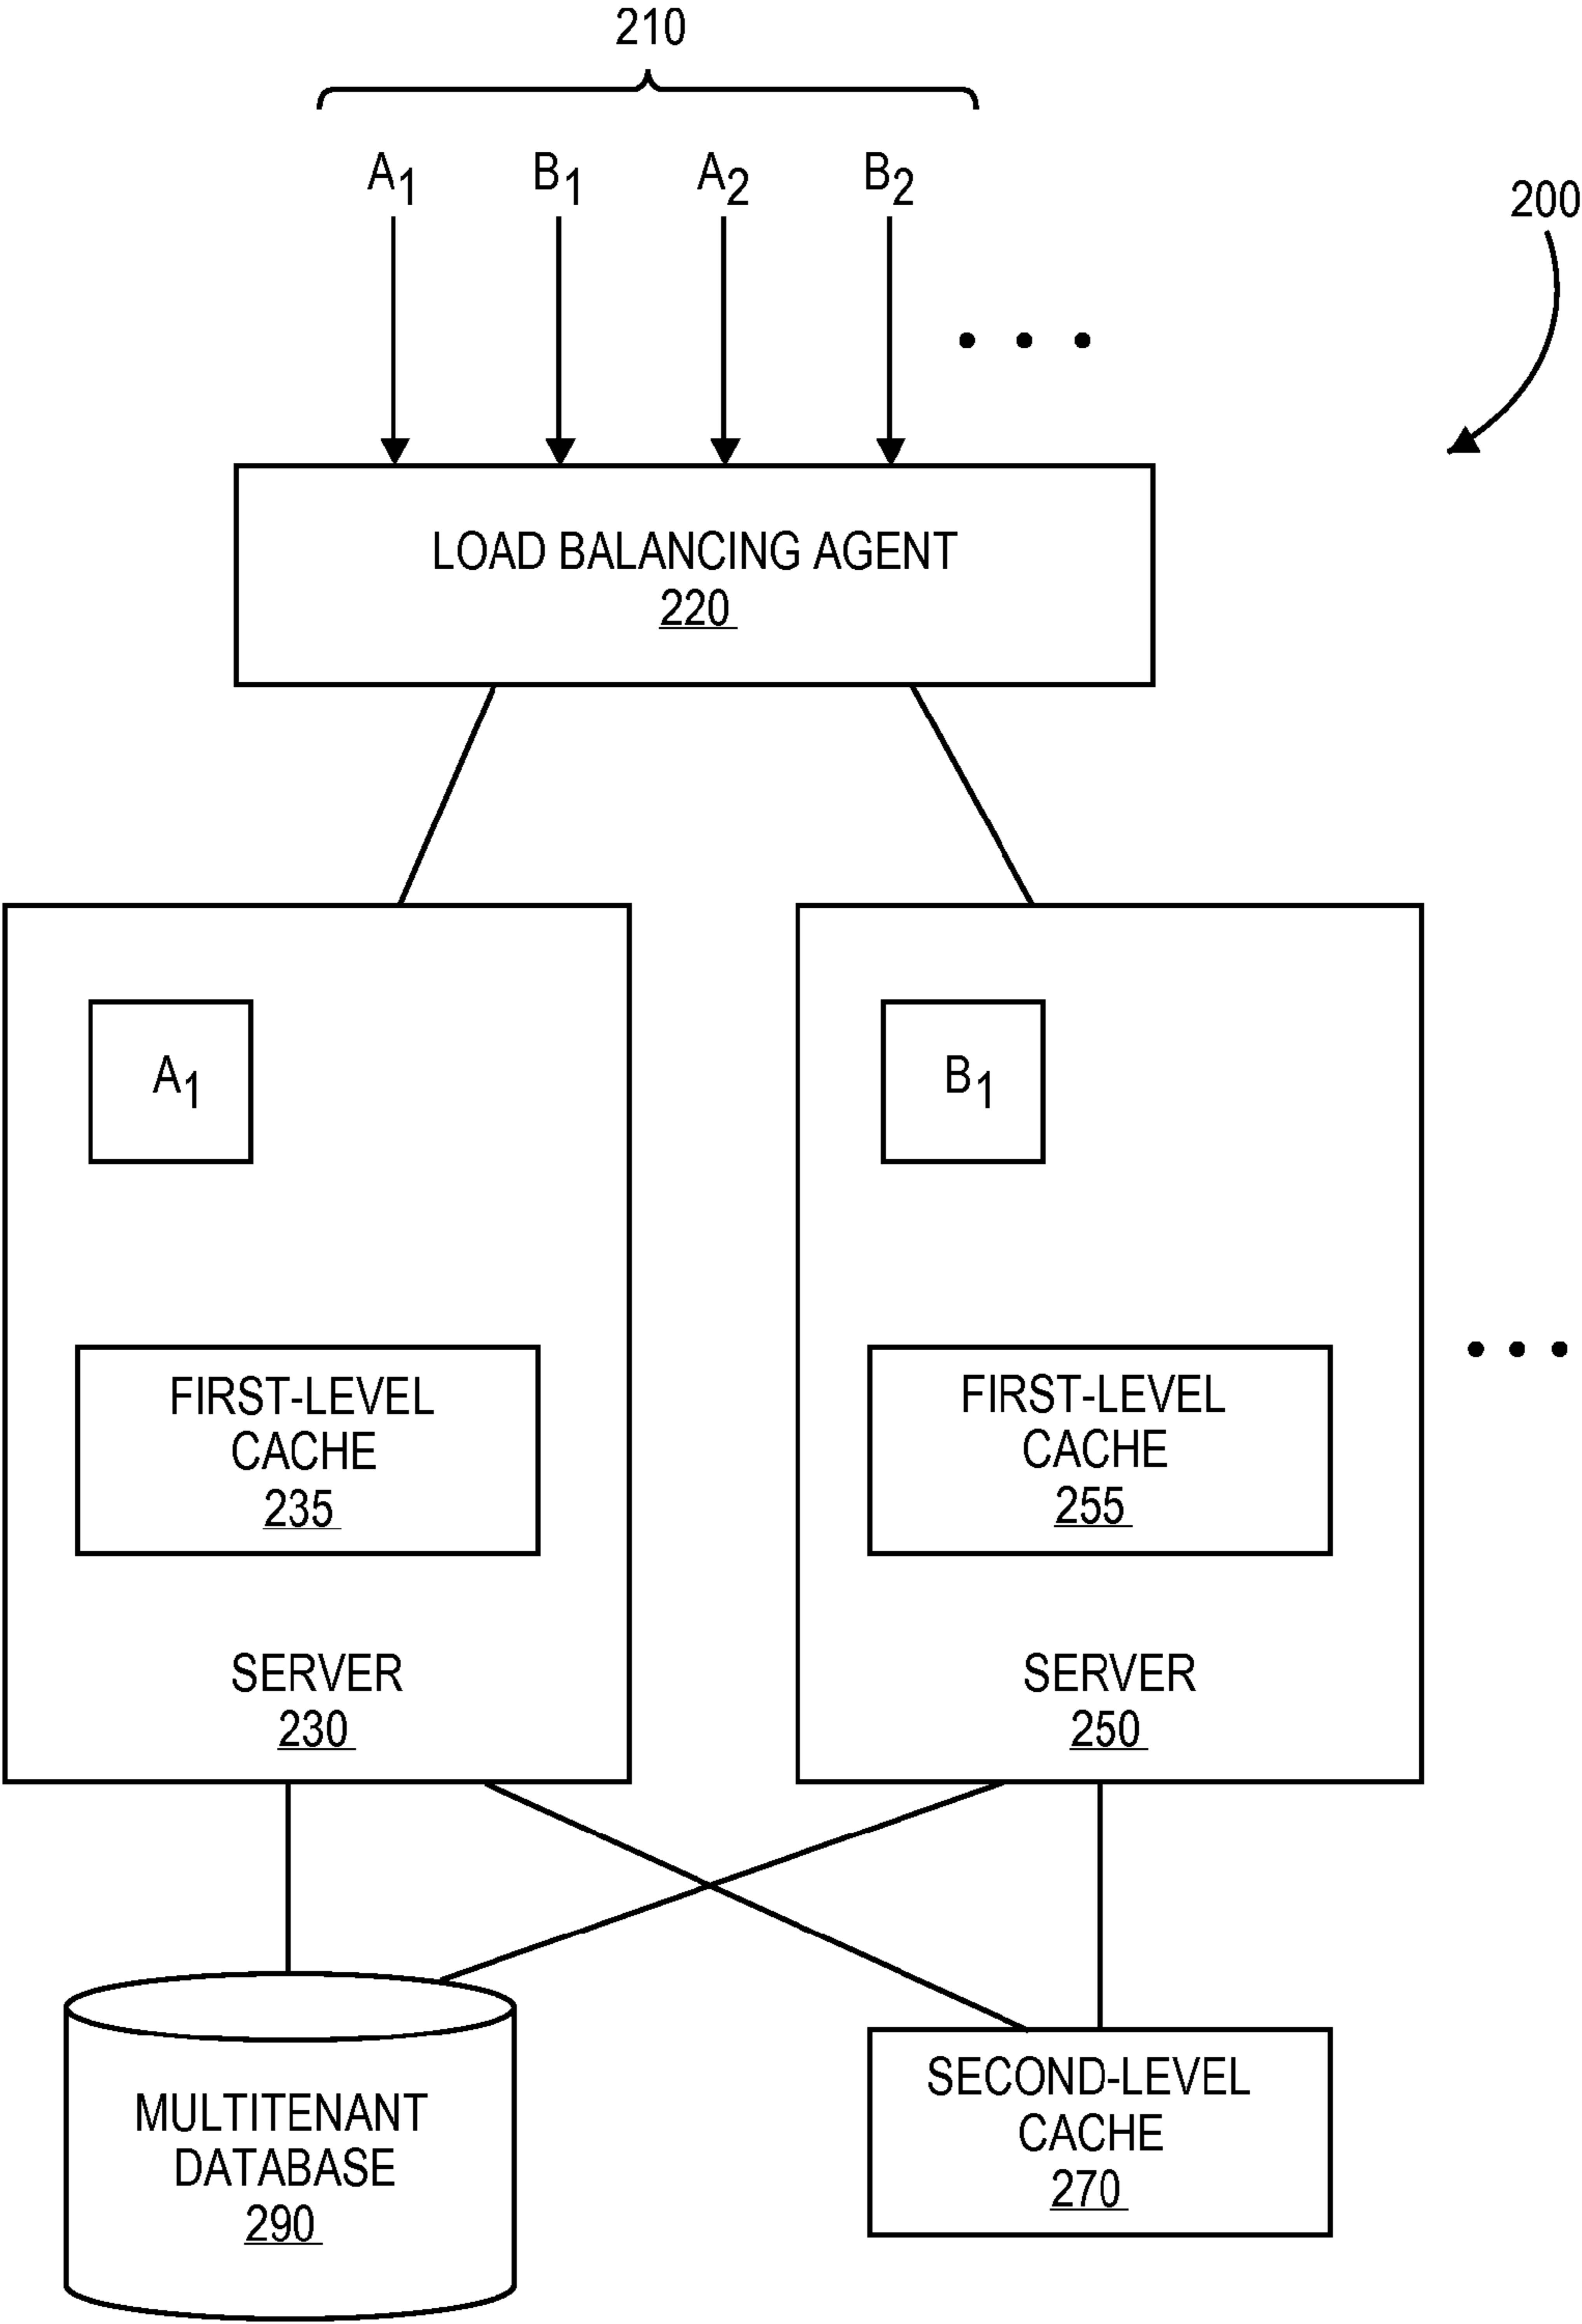 210
A1 B1 A2 B2
200
LOAD BALANCING AGENT
220
A1
B1
FIRST-LEVEL
CACHE
235
FIRST-LEVEL
CACHE
255
SERVER
230
SERVER
250
MULTITENANT
DATABASE
290
SECOND-LEVEL
CACHE
270